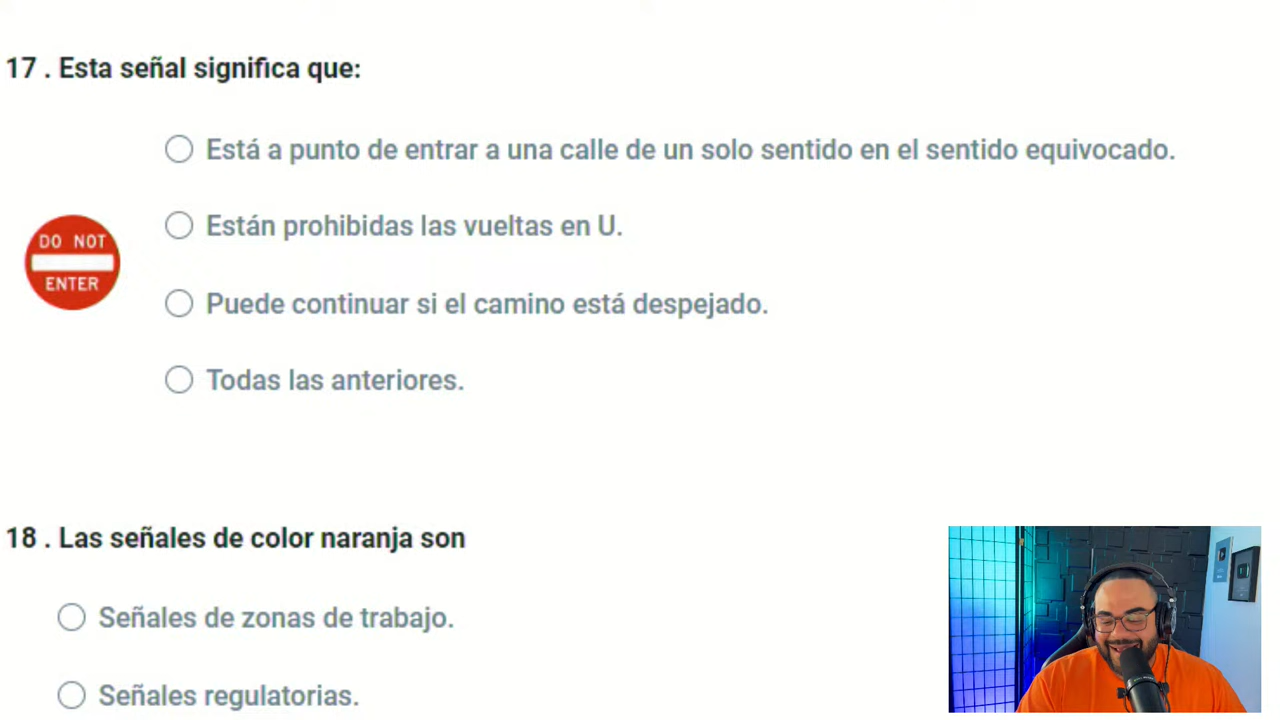 17 . Esta señal significa que:
Está a punto de entrar a una calle de un solo sentido en el sentido equivocado.
Están prohibidas las vueltas en U.
DO NOT
ENTER
Puede continuar si el camino está despejado.
Todas las anteriores.
18 . Las señales de color naranja son
Señales de zonas de trabajo.
Señales regulatorias.